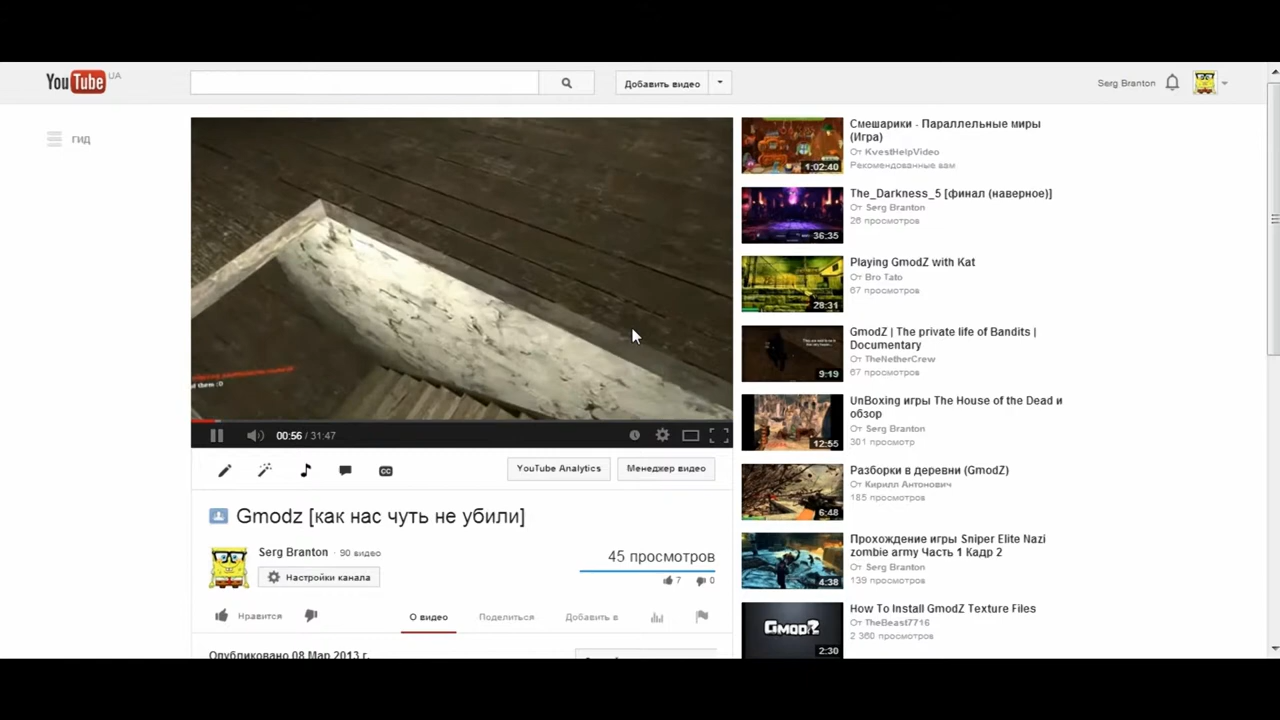 YouTube UA
Добавить видео
Serg Branton
ГИД
them :0
00:56 / 31:47
CC
YouTube Analytics
Менеджер видео
Gmodz [как нас чуть не убили]
Serg Branton · 90 видео
Настройки канала
45 просмотров
7 0
Нравится
О видео
Поделиться
Добавить в
Опубликовано 08 Мар 2013 г.
1:02:40
Смешарики - Параллельные миры
(Игра)
От KvestHelpVideo
Рекомендованные вам
36:35
The_Darkness_5 [финал (наверное)]
От Serg Branton
26 просмотров
28:31
Playing GmodZ with Kat
От Bro Tato
67 просмотров
9:19
GmodZ | The private life of Bandits |
Documentary
От TheNetherCrew
67 просмотров
12:55
UnBoxing игры The House of the Dead и
обзор
От Serg Branton
301 просмотр
6:48
Разборки в деревни (GmodZ)
От Кирилл Антонович
185 просмотров
4:38
Прохождение игры Sniper Elite Nazi
zombie army Часть 1 Кадр 2
От Serg Branton
139 просмотров
GMODZ
2:30
How To Install GmodZ Texture Files
От TheBeast7716
2 360 просмотров